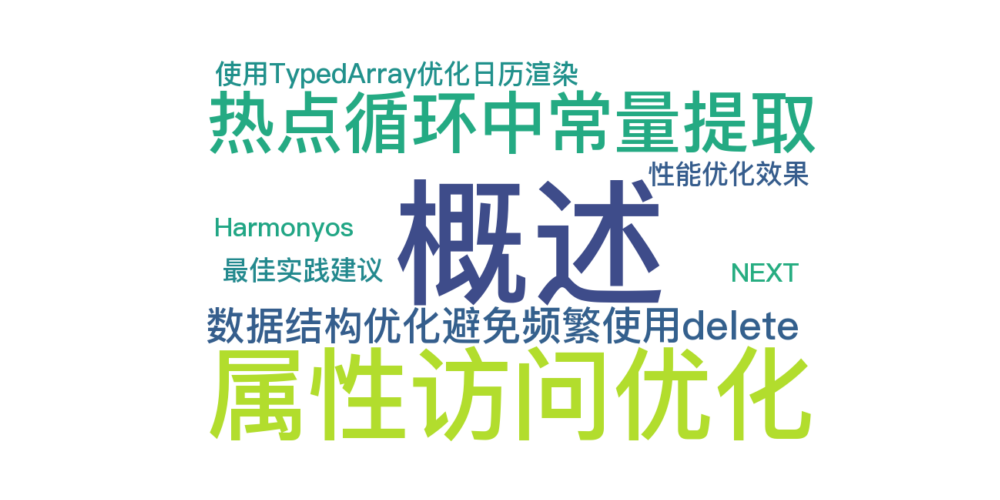 使用TypedArray优化日历渲染
热点循环中常量提取
性能优化效果
概述
Harmonyos
最佳实践建议
NEXT
数据结构优化避免频繁使用delete
属性访问优化